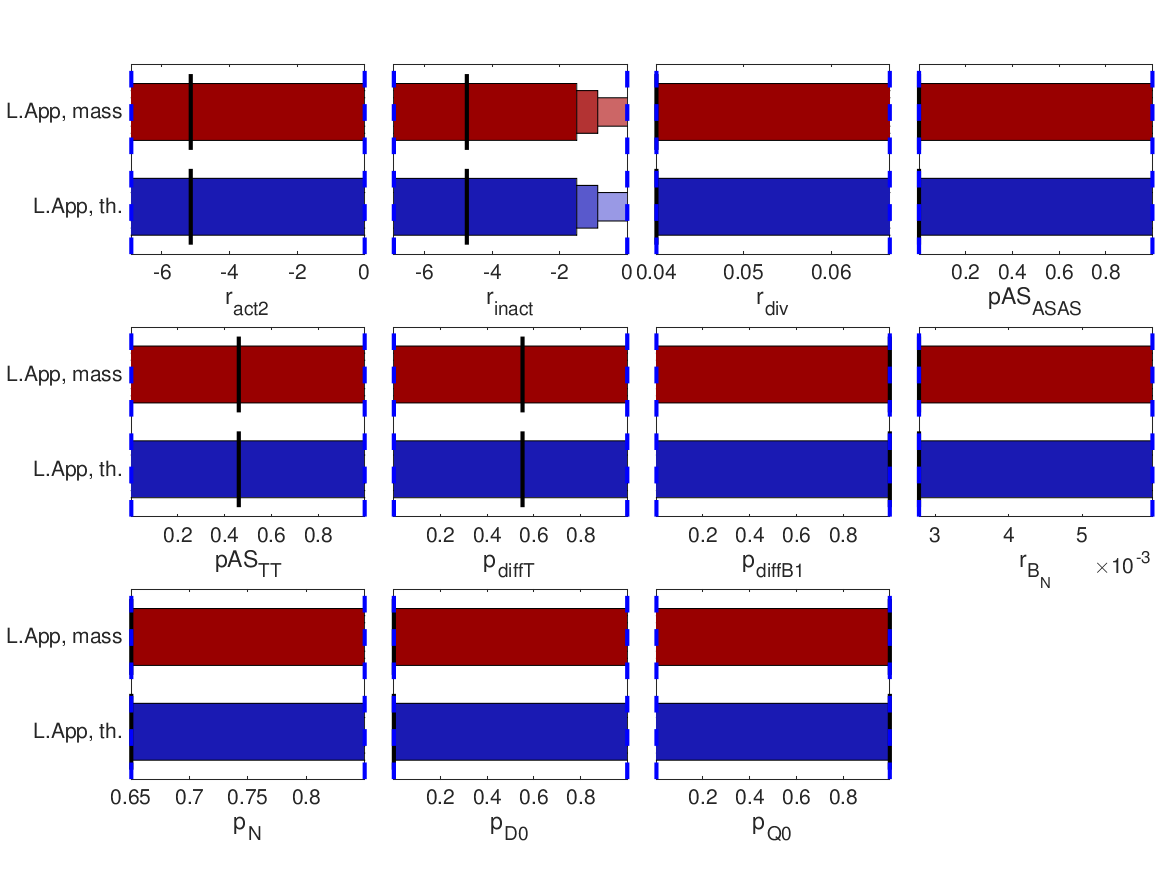 L.App, mass
L.App, th.
-6 -4 -2 0
r_act2
-6 -4 -2 0
r_inact
0.04 0.05 0.06
r_div
0.2 0.4 0.6 0.8
pAS_ASAS
L.App, mass
L.App, th.
0.2 0.4 0.6 0.8
pAS_TT
0.2 0.4 0.6 0.8
p_diffT
0.2 0.4 0.6 0.8
p_diffB1
3 4 5
×10^-3
r_B_N
L.App, mass
L.App, th.
0.65 0.7 0.75 0.8
p_N
0.2 0.4 0.6 0.8
p_D0
0.2 0.4 0.6 0.8
p_Q0